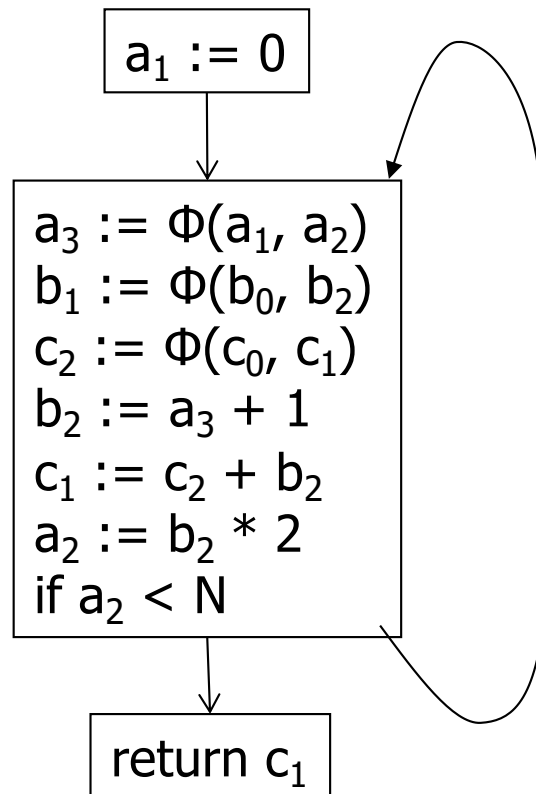 a₁ := 0
a₃ := Φ(a₁, a₂)
b₁ := Φ(b₀, b₂)
c₂ := Φ(c₀, c₁)
b₂ := a₃ + 1
c₁ := c₂ + b₂
a₂ := b₂ * 2
if a₂ < N
return c₁